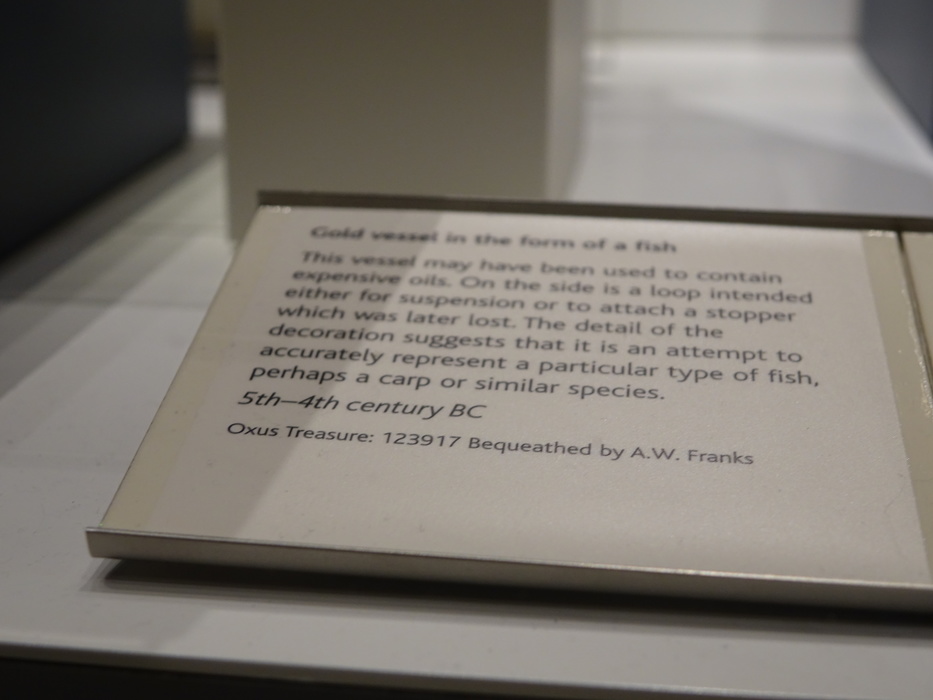 Gold vessel in the form of a fish
This vessel may have been used to contain
expensive oils. On the side is a loop intended
either for suspension or to attach a stopper
which was later lost. The detail of the
decoration suggests that it is an attempt to
accurately represent a particular type of fish,
perhaps a carp or similar species.
5th–4th century BC
Oxus Treasure: 123917 Bequeathed by A.W. Franks